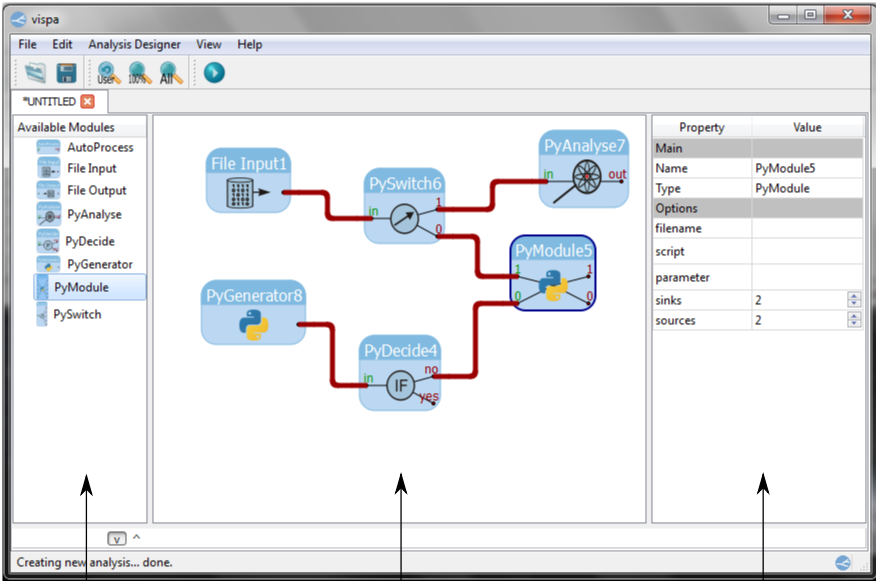 vispa
File Edit Analysis Designer View Help
User 100% All
*UNTITLED
Available Modules
AutoProcess
File Input
File Output
PyAnalyse
PyDecide
PyGenerator
PyModule
PySwitch
File Input1
PySwitch6
in
1
0
PyAnalyse7
in
out
PyModule5
1
1
0
0
PyGenerator8
PyDecide4
in
IF
no
yes
Property Value
Main
Name PyModule5
Type PyModule
Options
filename
script
parameter
sinks 2
sources 2
v ^
Creating new analysis... done.